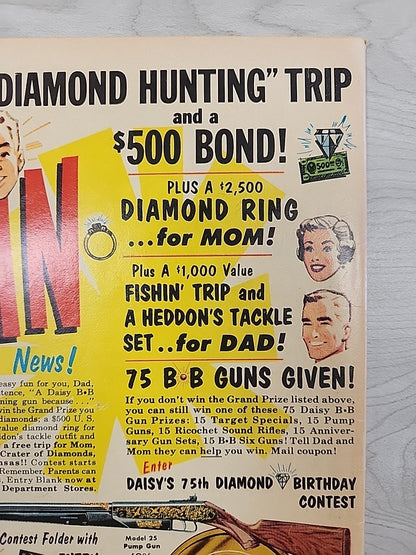 DIAMOND HUNTING" TRIP
and a
$500 BOND!
$500
PLUS A $2,500
DIAMOND RING
...for MOM!
Plus A $1,000 Value
FISHIN' TRIP and
A HEDDON'S TACKLE
SET..for DAD!
IN
News!
75 B•B GUNS GIVEN!
easy fun for you, Dad,
tence, "A Daisy B•B
ning gun because . . ."
win the Grand Prize you
diamonds; a $500 U. S.
value diamond ring for
don's tackle outfit and
a free trip for Mom,
Crater of Diamonds,
nsas!! Contest starts
Remember, Parents can
s. Entry Blank now at
Department Stores,
If you don't win the Grand Prize listed above,
you can still win one of these 75 Daisy B•B
Gun Prizes: 15 Target Specials, 15 Pump
Guns, 15 Ricochet Sound Rifles, 15 Anniver-
sary Gun Sets, 15 B•B Six Guns! Tell Dad and
Mom they can help you win. Mail coupon!
Enter
DAISY'S 75th DIAMOND BIRTHDAY
CONTEST
Contest Folder with
Model 25
Pump Gun